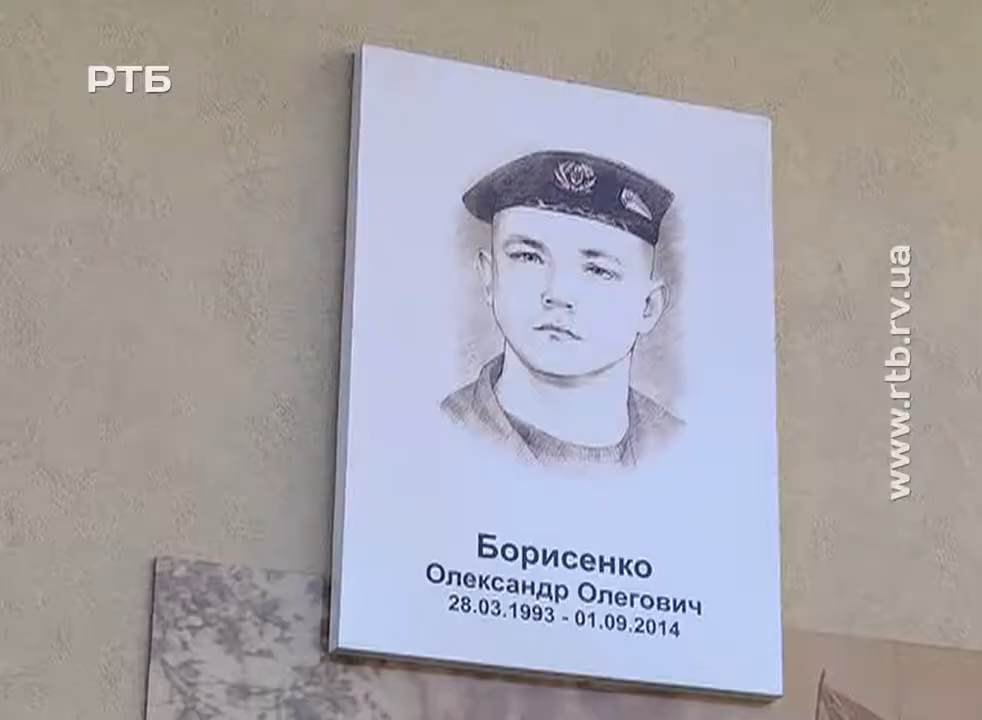 РТБ
www.rtb.rv.ua
Борисенко
Олександр Олегович
28.03.1993 - 01.09.2014